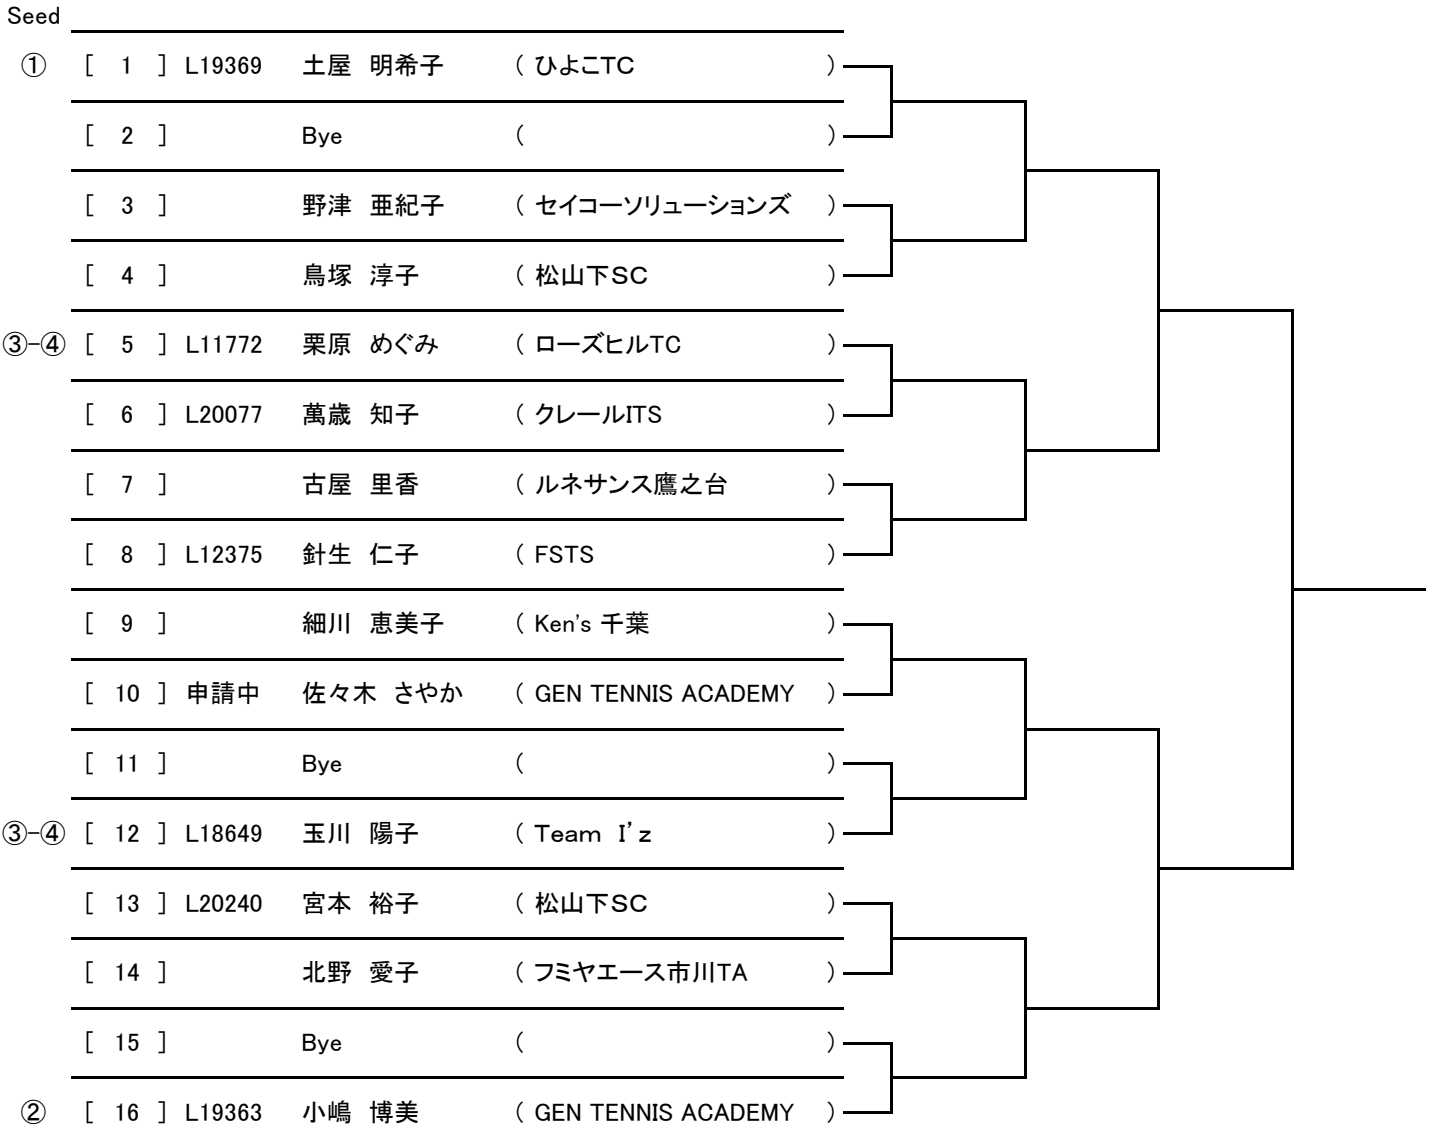 Seed
① [ 1 ] L19369 土屋 明希子 ( ひよこTC )
[ 2 ] Bye ( )
[ 3 ] 野津 亜紀子 ( セイコーソリューションズ )
[ 4 ] 鳥塚 淳子 ( 松山下SC )
③-④ [ 5 ] L11772 栗原 めぐみ ( ローズヒルTC )
[ 6 ] L20077 萬歳 知子 ( クレールITS )
[ 7 ] 古屋 里香 ( ルネサンス鷹之台 )
[ 8 ] L12375 針生 仁子 ( FSTS )
[ 9 ] 細川 恵美子 ( Ken's 千葉 )
[ 10 ] 申請中 佐々木 さやか ( GEN TENNIS ACADEMY )
[ 11 ] Bye ( )
③-④ [ 12 ] L18649 玉川 陽子 ( Team I'z )
[ 13 ] L20240 宮本 裕子 ( 松山下SC )
[ 14 ] 北野 愛子 ( フミヤエース市川TA )
[ 15 ] Bye ( )
② [ 16 ] L19363 小嶋 博美 ( GEN TENNIS ACADEMY )